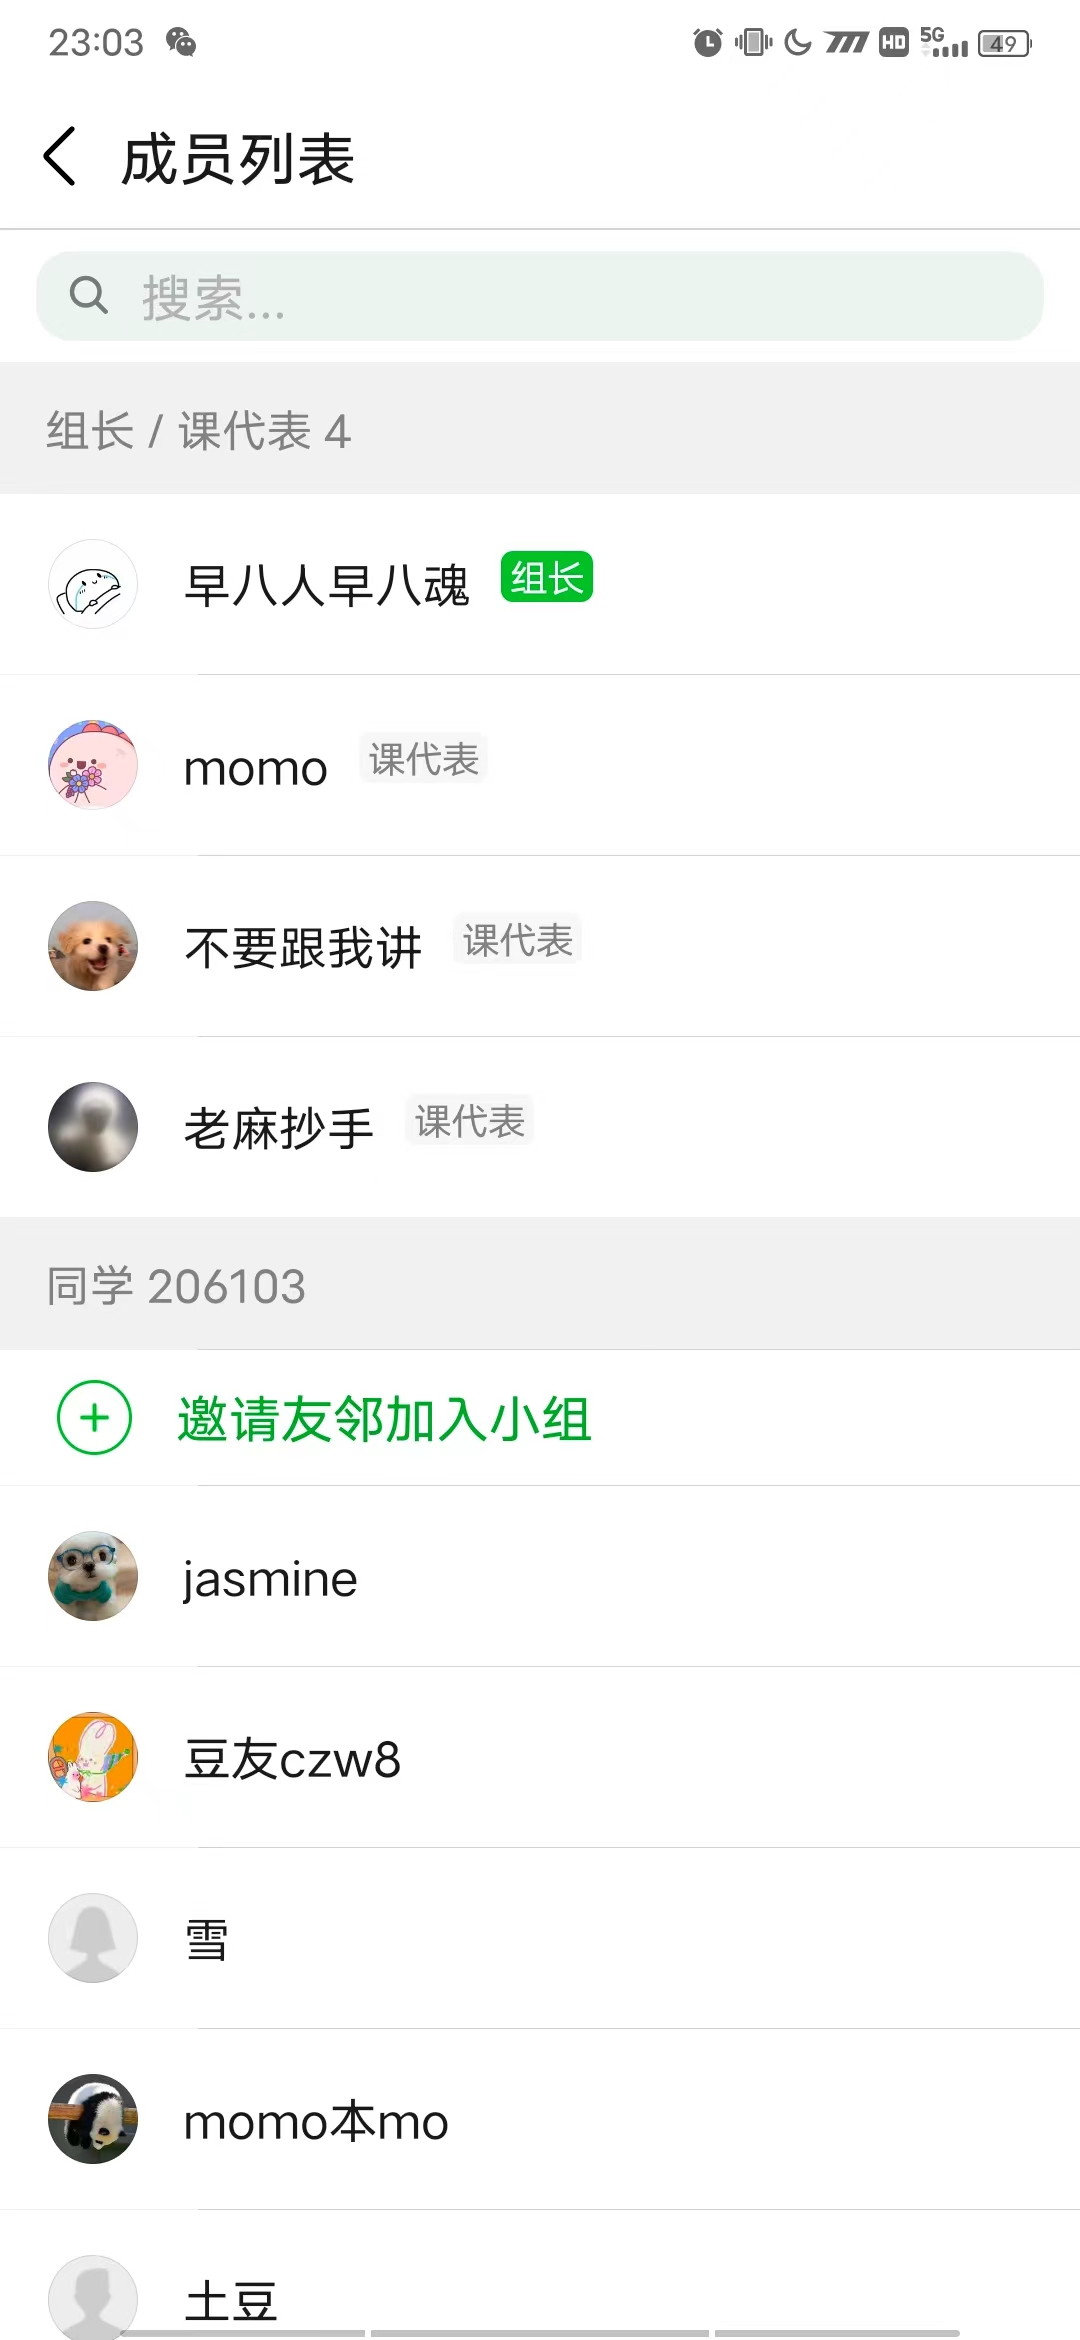 23:03
HD 5G 49
成员列表
搜索...
组长 / 课代表 4
早八人早八魂 组长
momo 课代表
不要跟我讲 课代表
老麻抄手 课代表
同学 206103
邀请友邻加入小组
jasmine
豆友czw8
雪
momo本mo
土豆